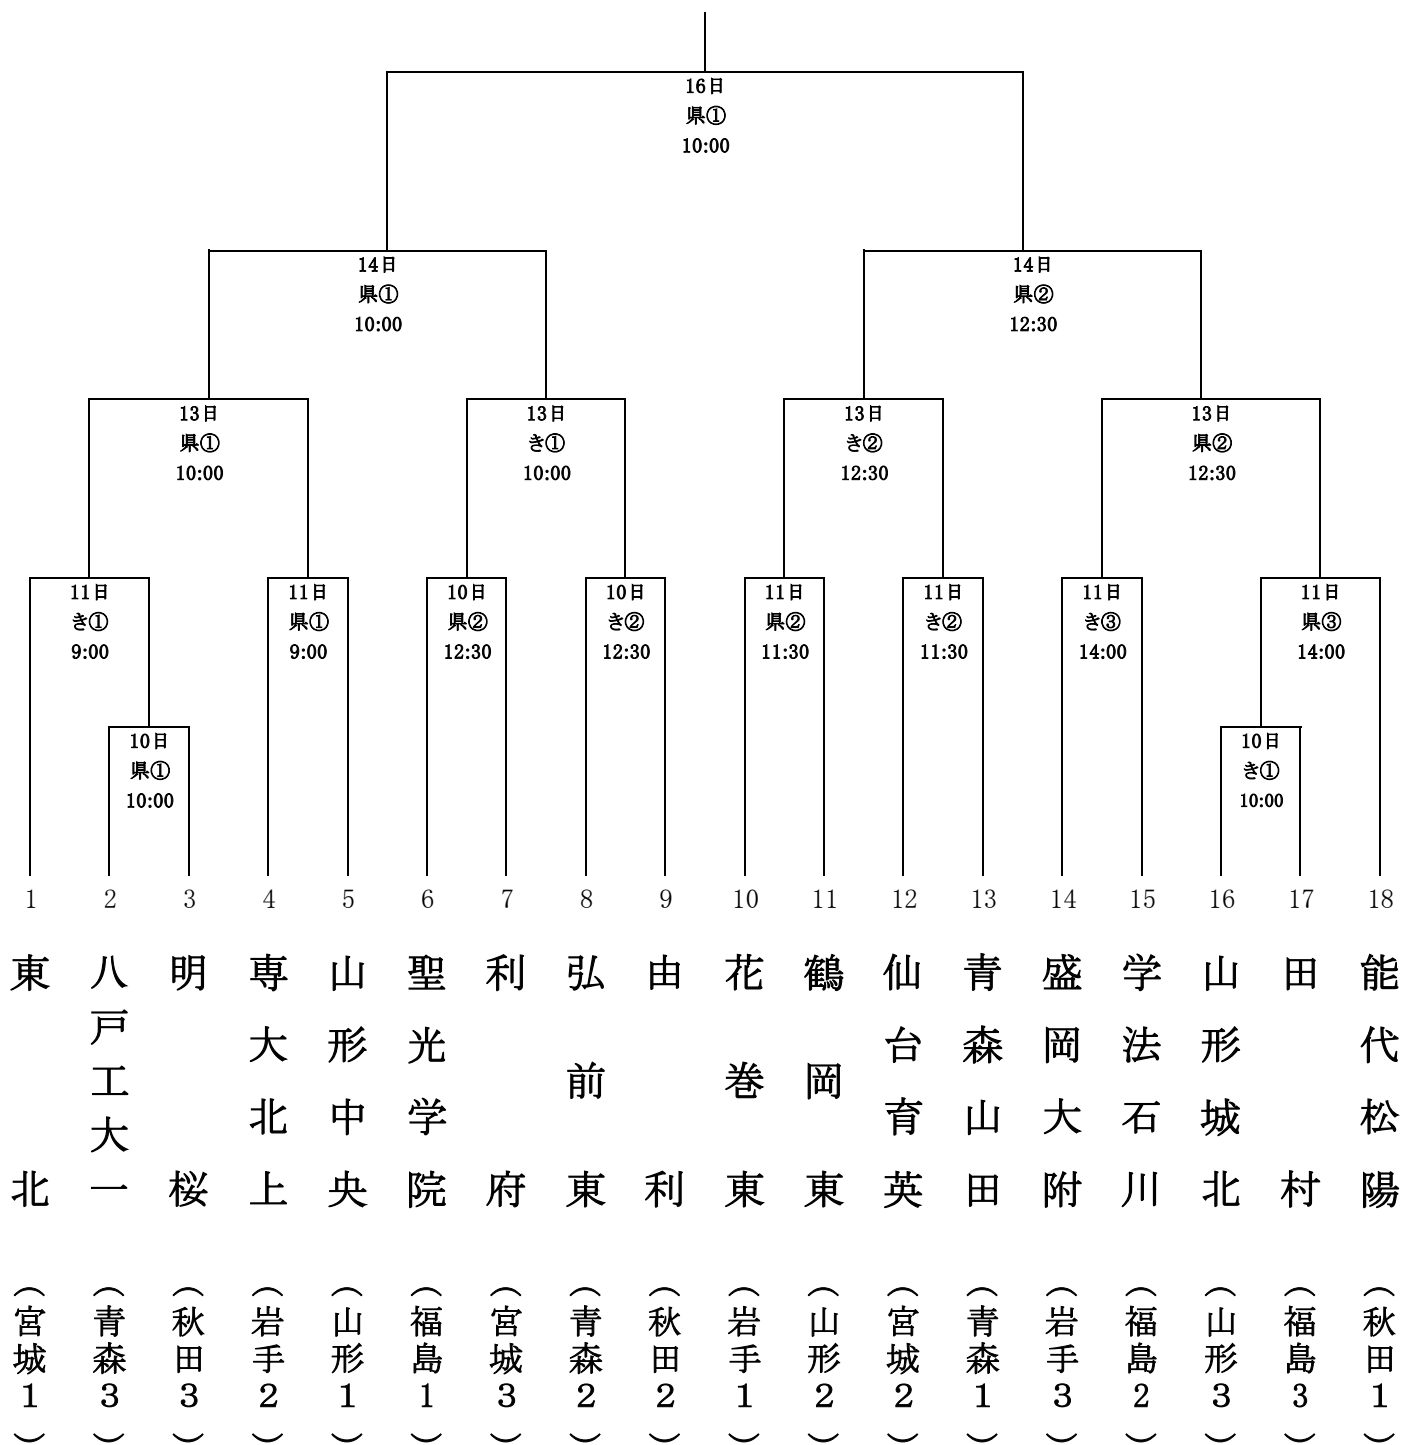 16日
県①
10:00
14日
県①
10:00
14日
県②
12:30
13日
県①
10:00
13日
き①
10:00
13日
き②
12:30
13日
県②
12:30
11日
き①
9:00
11日
県①
9:00
10日
県②
12:30
10日
き②
12:30
11日
県②
11:30
11日
き②
11:30
11日
き③
14:00
11日
県③
14:00
10日
県①
10:00
10日
き①
10:00
1
東北
（宮城1）
2
八戸工大一
（青森3）
3
明桜
（秋田3）
4
専大北上
（岩手2）
5
山形中央
（山形1）
6
聖光学院
（福島1）
7
利府
（宮城3）
8
弘前東
（青森2）
9
由利
（秋田2）
10
花巻東
（岩手1）
11
鶴岡東
（山形2）
12
仙台育英
（宮城2）
13
青森山田
（青森1）
14
盛岡大附
（岩手3）
15
学法石川
（福島2）
16
山形城北
（山形3）
17
田村
（福島3）
18
能代松陽
（秋田1）